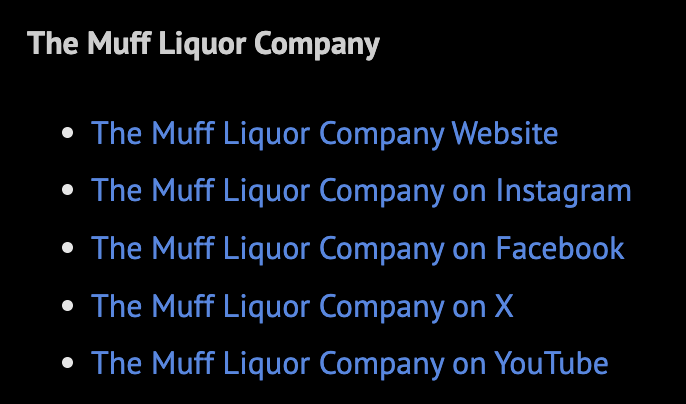 The Muff Liquor Company
The Muff Liquor Company Website
The Muff Liquor Company on Instagram
The Muff Liquor Company on Facebook
The Muff Liquor Company on X
The Muff Liquor Company on YouTube